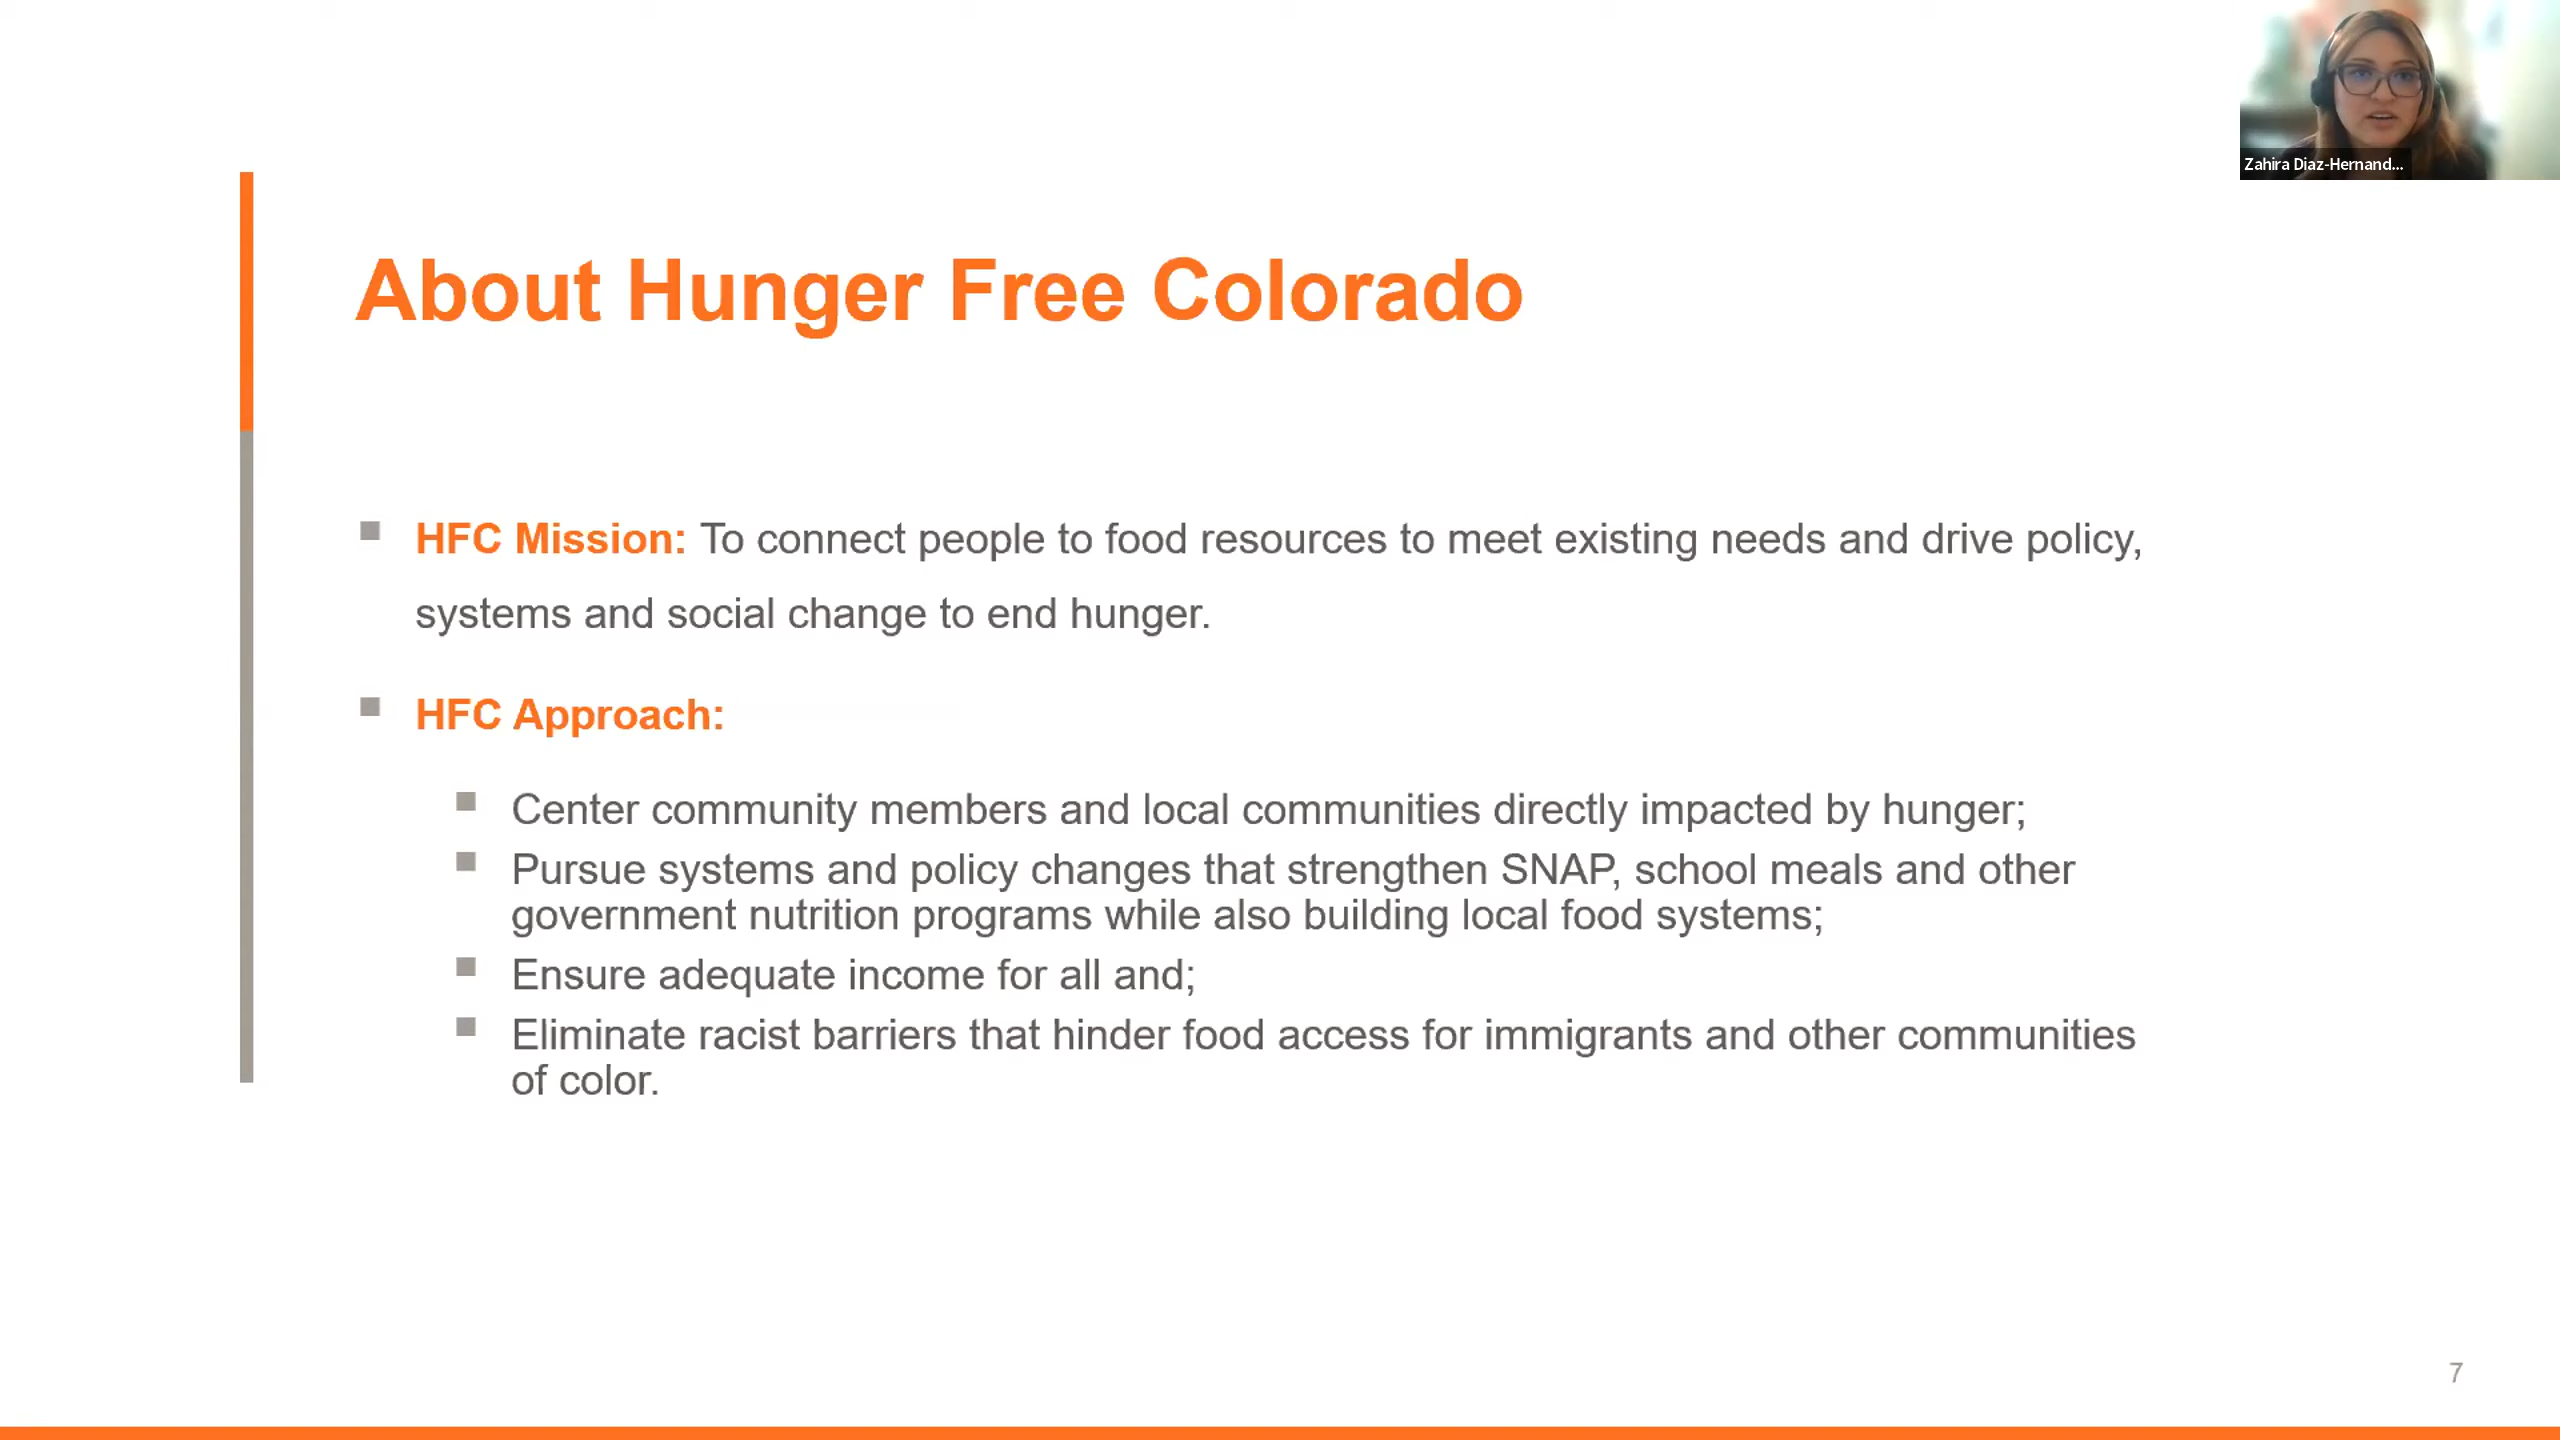 Zahira Diaz-Hernand...
About Hunger Free Colorado
HFC Mission: To connect people to food resources to meet existing needs and drive policy,
systems and social change to end hunger.
HFC Approach:
Center community members and local communities directly impacted by hunger;
Pursue systems and policy changes that strengthen SNAP, school meals and other
government nutrition programs while also building local food systems;
Ensure adequate income for all and;
Eliminate racist barriers that hinder food access for immigrants and other communities
of color.
7